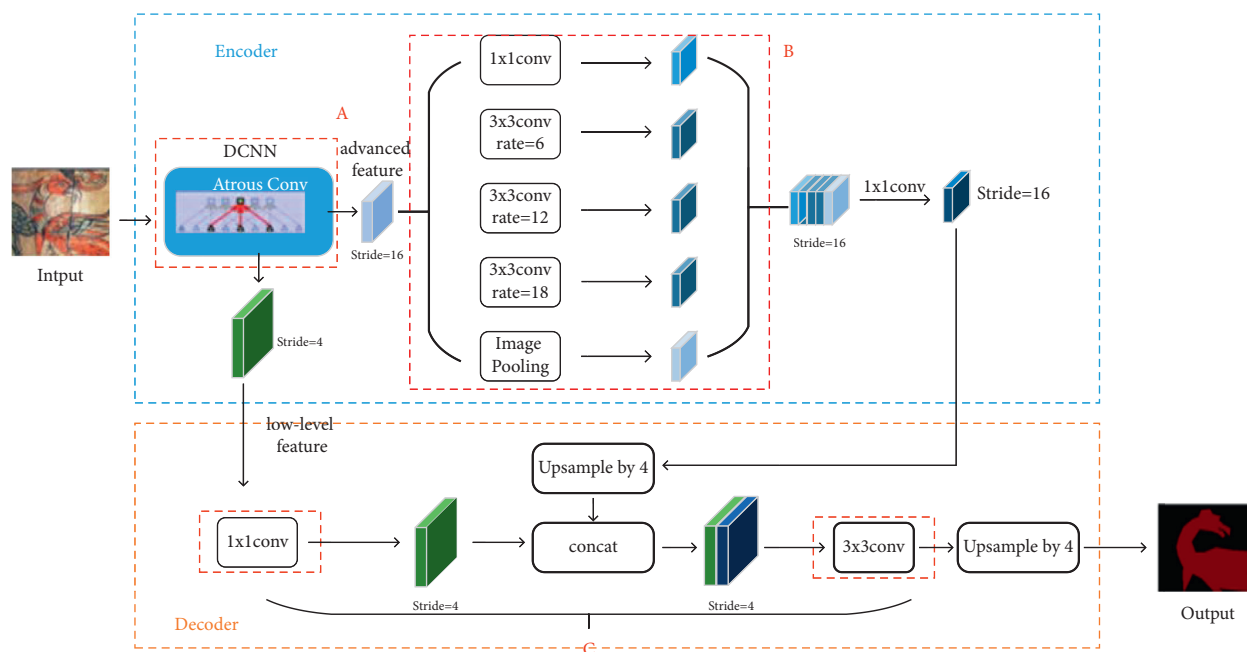 Encoder
B
A
1x1conv
3x3conv
rate=6
3x3conv
rate=12
3x3conv
rate=18
Image
Pooling
DCNN
Atrous Conv
advanced
feature
Stride=16
Intput
Stride=4
Stride=16
1x1conv
Stride=16
low-level
feature
Upsample by 4
1x1conv
Stride=4
concat
Stride=4
3x3conv
Upsample by 4
Output
Decoder
C